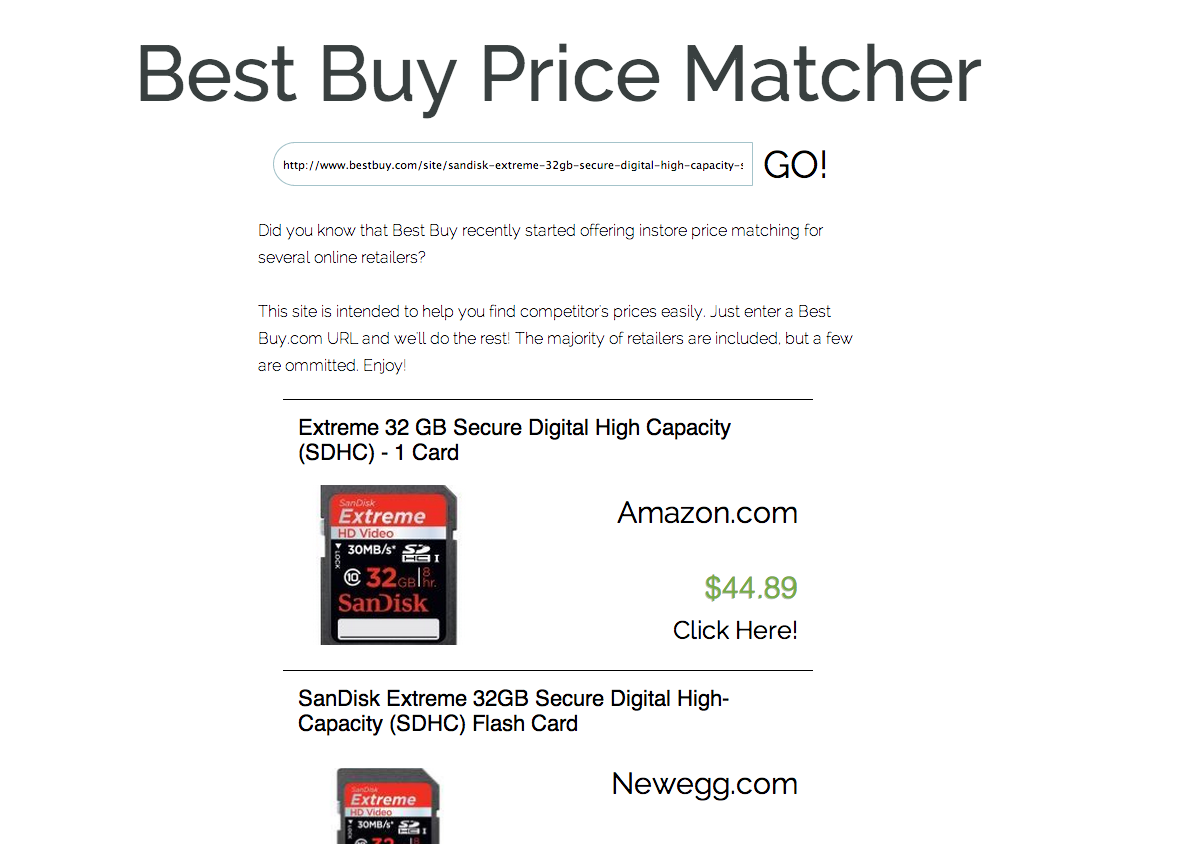 Best Buy Price Matcher
http://www.bestbuy.com/site/sandisk-extreme-32gb-secure-digital-high-capacity-s
GO!
Did you know that Best Buy recently started offering instore price matching for
several online retailers?
This site is intended to help you find competitor's prices easily. Just enter a Best
Buy.com URL and we'll do the rest! The majority of retailers are included, but a few
are ommitted. Enjoy!
Extreme 32 GB Secure Digital High Capacity
(SDHC) - 1 Card
SanDisk
Extreme
HD Video
30MB/s* SDHC I
LOCK
10 32GB 8 hr.
SanDisk
Amazon.com
$44.89
Click Here!
SanDisk Extreme 32GB Secure Digital High-
Capacity (SDHC) Flash Card
SanDisk
Extreme
HD Video
30MB/s* SDHC I
LOCK
Newegg.com